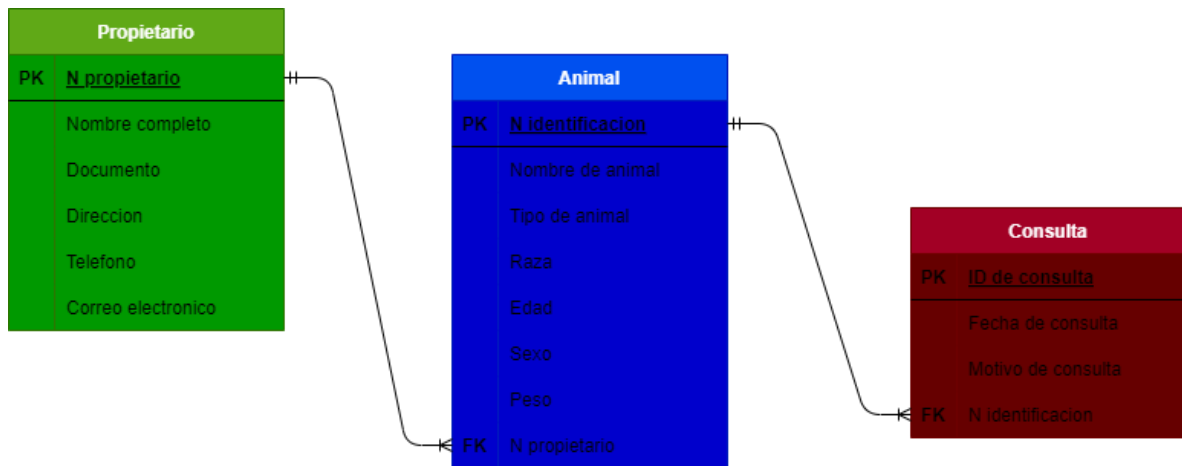 Propietario
PK N propietario
Nombre completo
Documento
Direccion
Telefono
Correo electronico
Animal
PK N identificacion
Nombre de animal
Tipo de animal
Raza
Edad
Sexo
Peso
FK N propietario
Consulta
PK ID de consulta
Fecha de consulta
Motivo de consulta
FK N identificacion